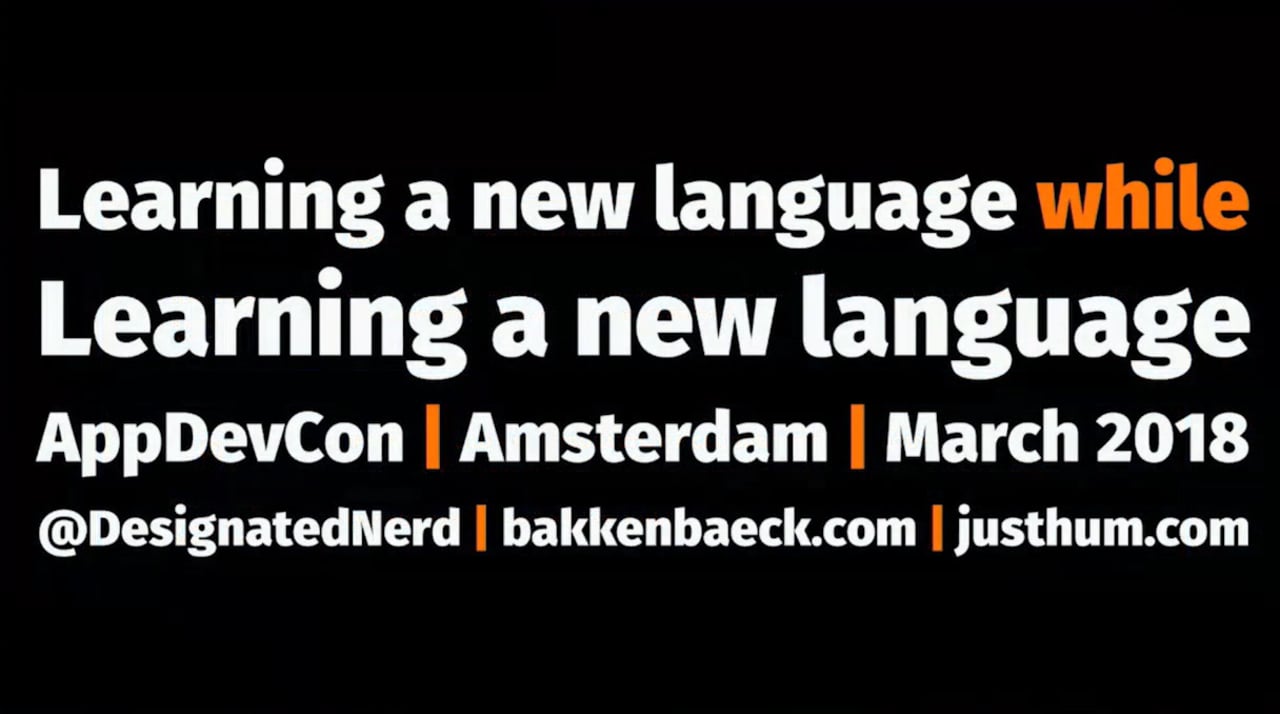 Learning a new language while
Learning a new language
AppDevCon | Amsterdam | March 2018
@DesignatedNerd | bakkenbaeck.com | justhum.com